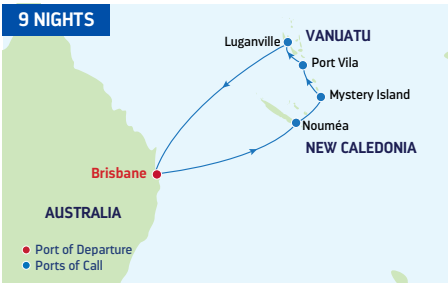 9 NIGHTS
Luganville
VANUATU
Port Vila
Mystery Island
Nouméa
NEW CALEDONIA
Brisbane
AUSTRALIA
Port of Departure
Ports of Call